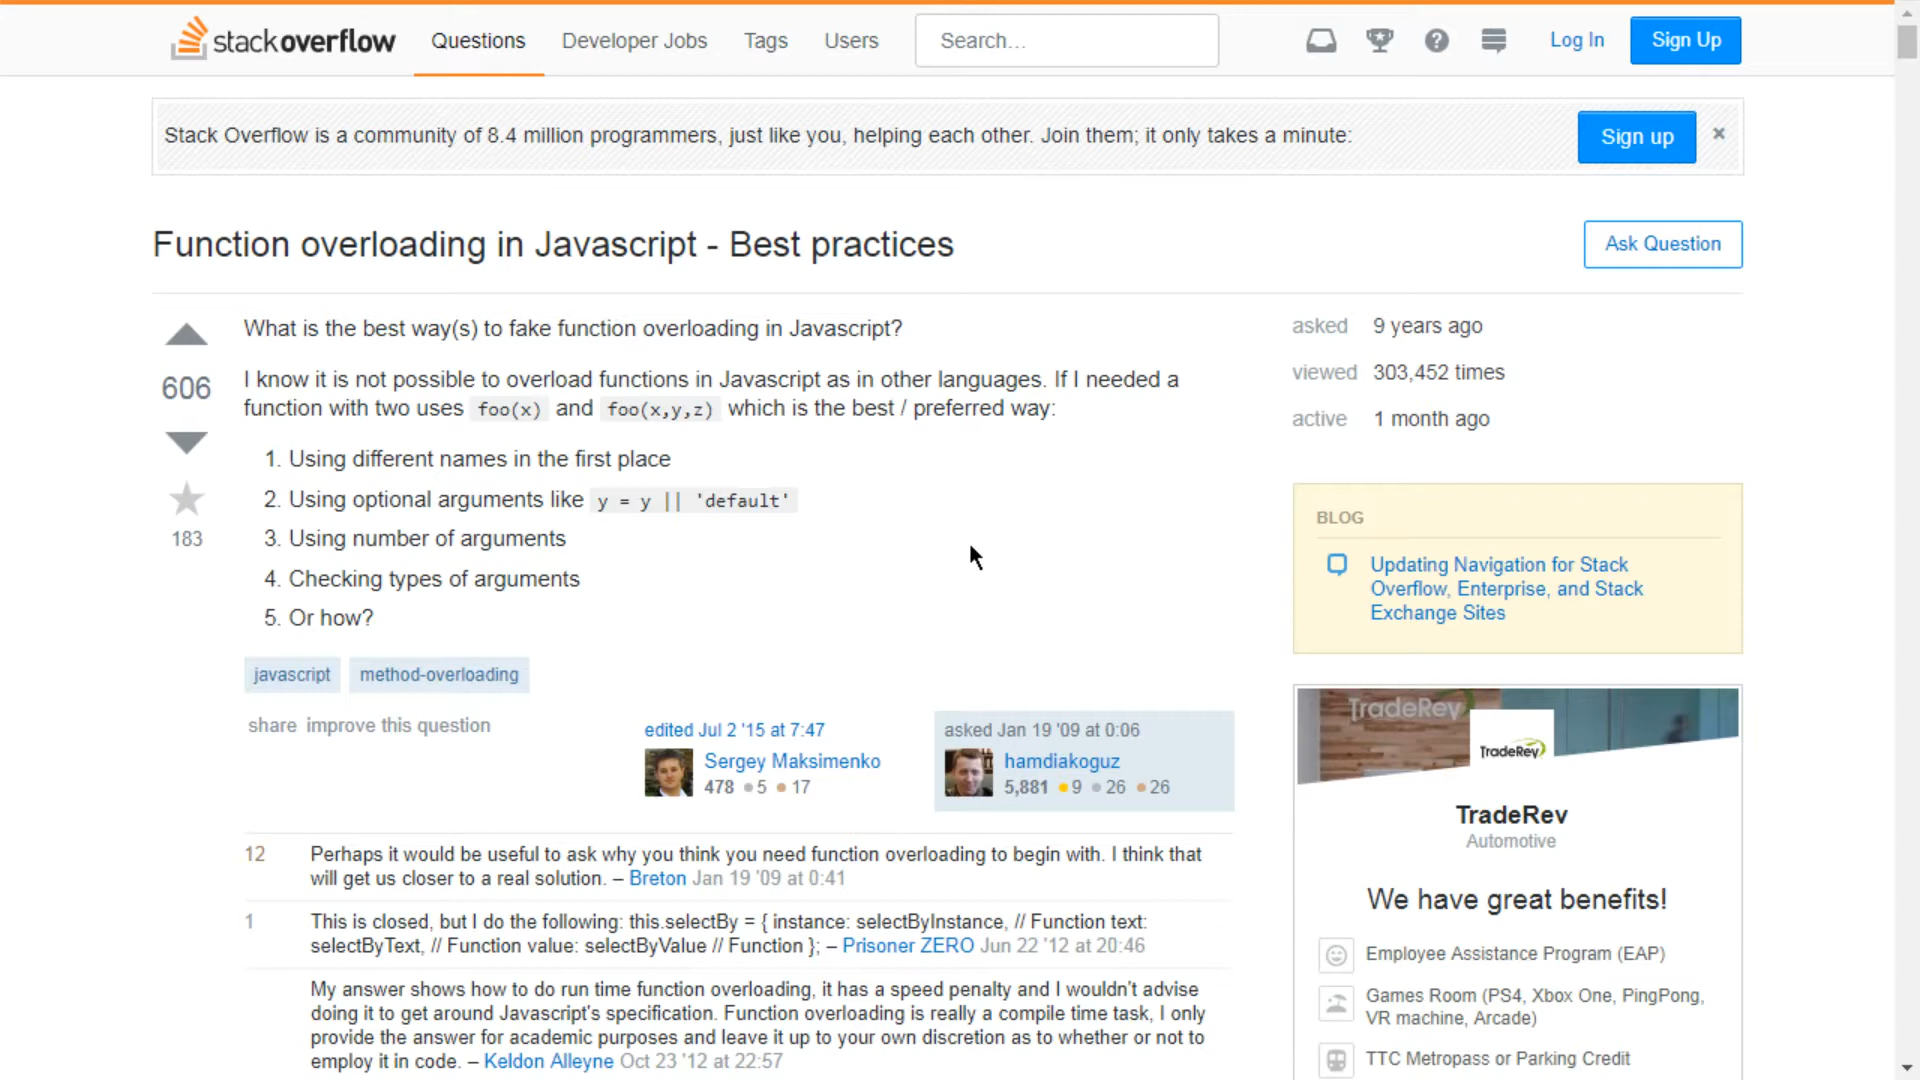 stackoverflow Questions Developer Jobs Tags Users Search... Log In Sign Up
Stack Overflow is a community of 8.4 million programmers, just like you, helping each other. Join them; it only takes a minute: Sign up ×
Function overloading in Javascript - Best practices
Ask Question
606
183
What is the best way(s) to fake function overloading in Javascript?
I know it is not possible to overload functions in Javascript as in other languages. If I needed a
function with two uses foo(x) and foo(x,y,z) which is the best / preferred way:
1. Using different names in the first place
2. Using optional arguments like y = y || 'default'
3. Using number of arguments
4. Checking types of arguments
5. Or how?
javascript method-overloading
share improve this question
edited Jul 2 '15 at 7:47
Sergey Maksimenko
478 5 17
asked Jan 19 '09 at 0:06
hamdiakoguz
5,881 9 26 26
12 Perhaps it would be useful to ask why you think you need function overloading to begin with. I think that
will get us closer to a real solution. – Breton Jan 19 '09 at 0:41
1 This is closed, but I do the following: this.selectBy = { instance: selectByInstance, // Function text:
selectByText, // Function value: selectByValue // Function }; – Prisoner ZERO Jun 22 '12 at 20:46
My answer shows how to do run time function overloading, it has a speed penalty and I wouldn't advise
doing it to get around Javascript's specification. Function overloading is really a compile time task, I only
provide the answer for academic purposes and leave it up to your own discretion as to whether or not to
employ it in code. – Keldon Alleyne Oct 23 '12 at 22:57
asked 9 years ago
viewed 303,452 times
active 1 month ago
BLOG
Updating Navigation for Stack
Overflow, Enterprise, and Stack
Exchange Sites
TradeRev
TradeRev
TradeRev
Automotive
We have great benefits!
Employee Assistance Program (EAP)
Games Room (PS4, Xbox One, PingPong,
VR machine, Arcade)
TTC Metropass or Parking Credit